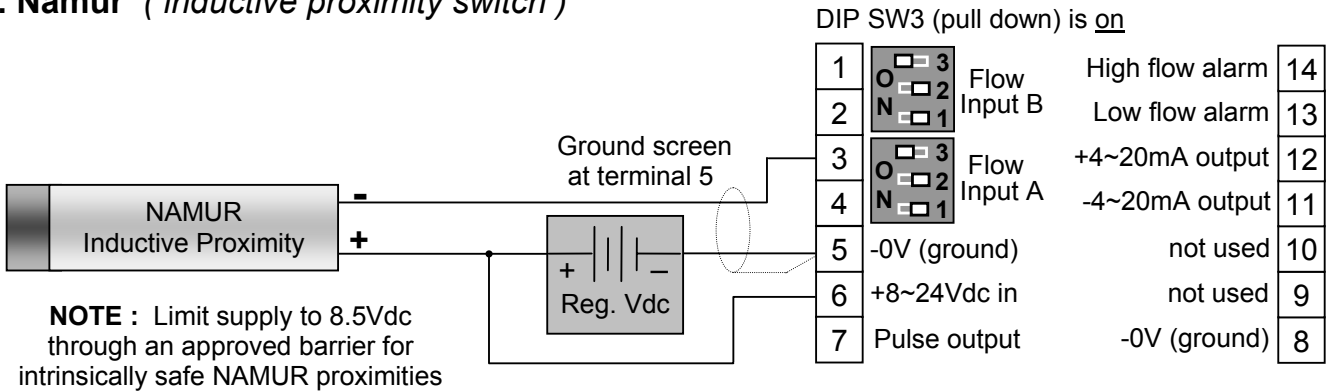 . Namur ( inductive proximity switch )
DIP SW3 (pull down) is on
Ground screen
at terminal 5
-
+
NAMUR
Inductive Proximity
+ –
Reg. Vdc
NOTE : Limit supply to 8.5Vdc
through an approved barrier for
intrinsically safe NAMUR proximities
1
2
3
4
5 -0V (ground)
6 +8~24Vdc in
7 Pulse output
ON
3
2
1
Flow
Input B
ON
3
2
1
Flow
Input A
High flow alarm 14
Low flow alarm 13
+4~20mA output 12
-4~20mA output 11
not used 10
not used 9
-0V (ground) 8